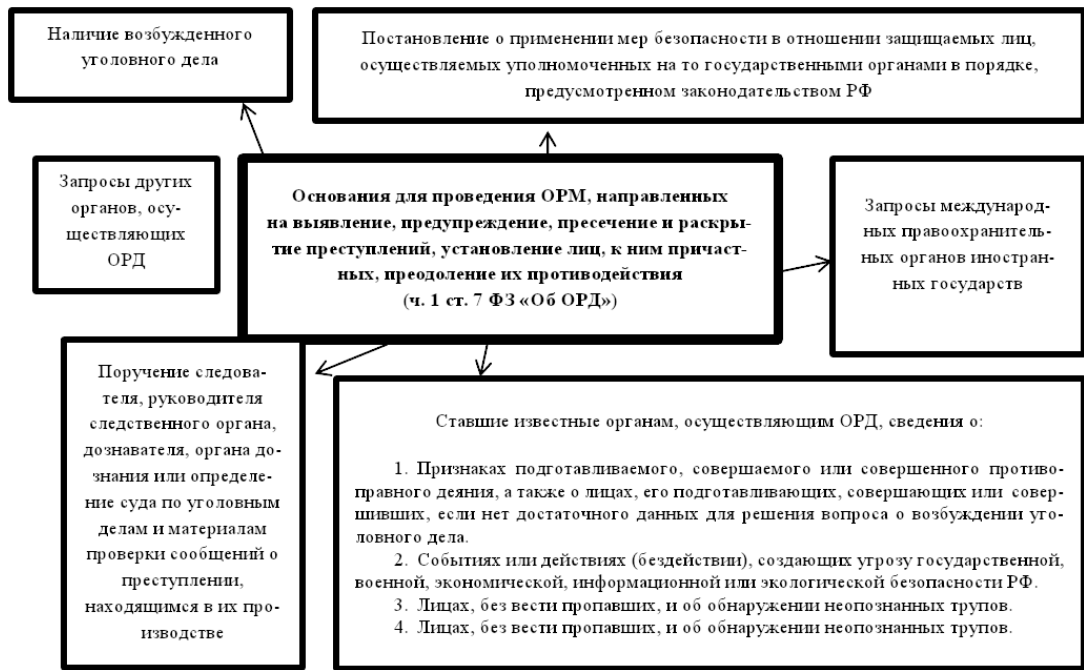 Наличие возбужденного
уголовного дела
Постановление о применении мер безопасности в отношении защищаемых лиц,
осуществляемых уполномоченных на то государственными органами в порядке,
предусмотренном законодательством РФ
Запросы других
органов, осу-
ществляющих
ОРД
Основания для проведения ОРМ, направленных
на выявление, предупреждение, пресечение и раскры-
тие преступлений, установление лиц, к ним причаст-
ных, преодоление их противодействия
(ч. 1 ст. 7 ФЗ «Об ОРД»)
Запросы международ-
ных правоохранитель-
ных органов иностран-
ных государств
Поручение следова-
теля, руководителя
следственного органа,
дознавателя, органа до-
знания или определе-
ние суда по уголовным
делам и материалам
проверки сообщений о
преступлении,
находящимся в их про-
изводстве
Ставшие известные органам, осуществляющим ОРД, сведения о:
1. Признаках подготавливаемого, совершаемого или совершенного противо-
правного деяния, а также о лицах, его подготавливающих, совершающих или совер-
шивших, если нет достаточного данных для решения вопроса о возбуждении уго-
ловного дела.
2. Событиях или действиях (бездействии), создающих угрозу государственной,
военной, экономической, информационной или экологической безопасности РФ.
3. Лицах, без вести пропавших, и об обнаружении неопознанных трупов.
4. Лицах, без вести пропавших, и об обнаружении неопознанных трупов.